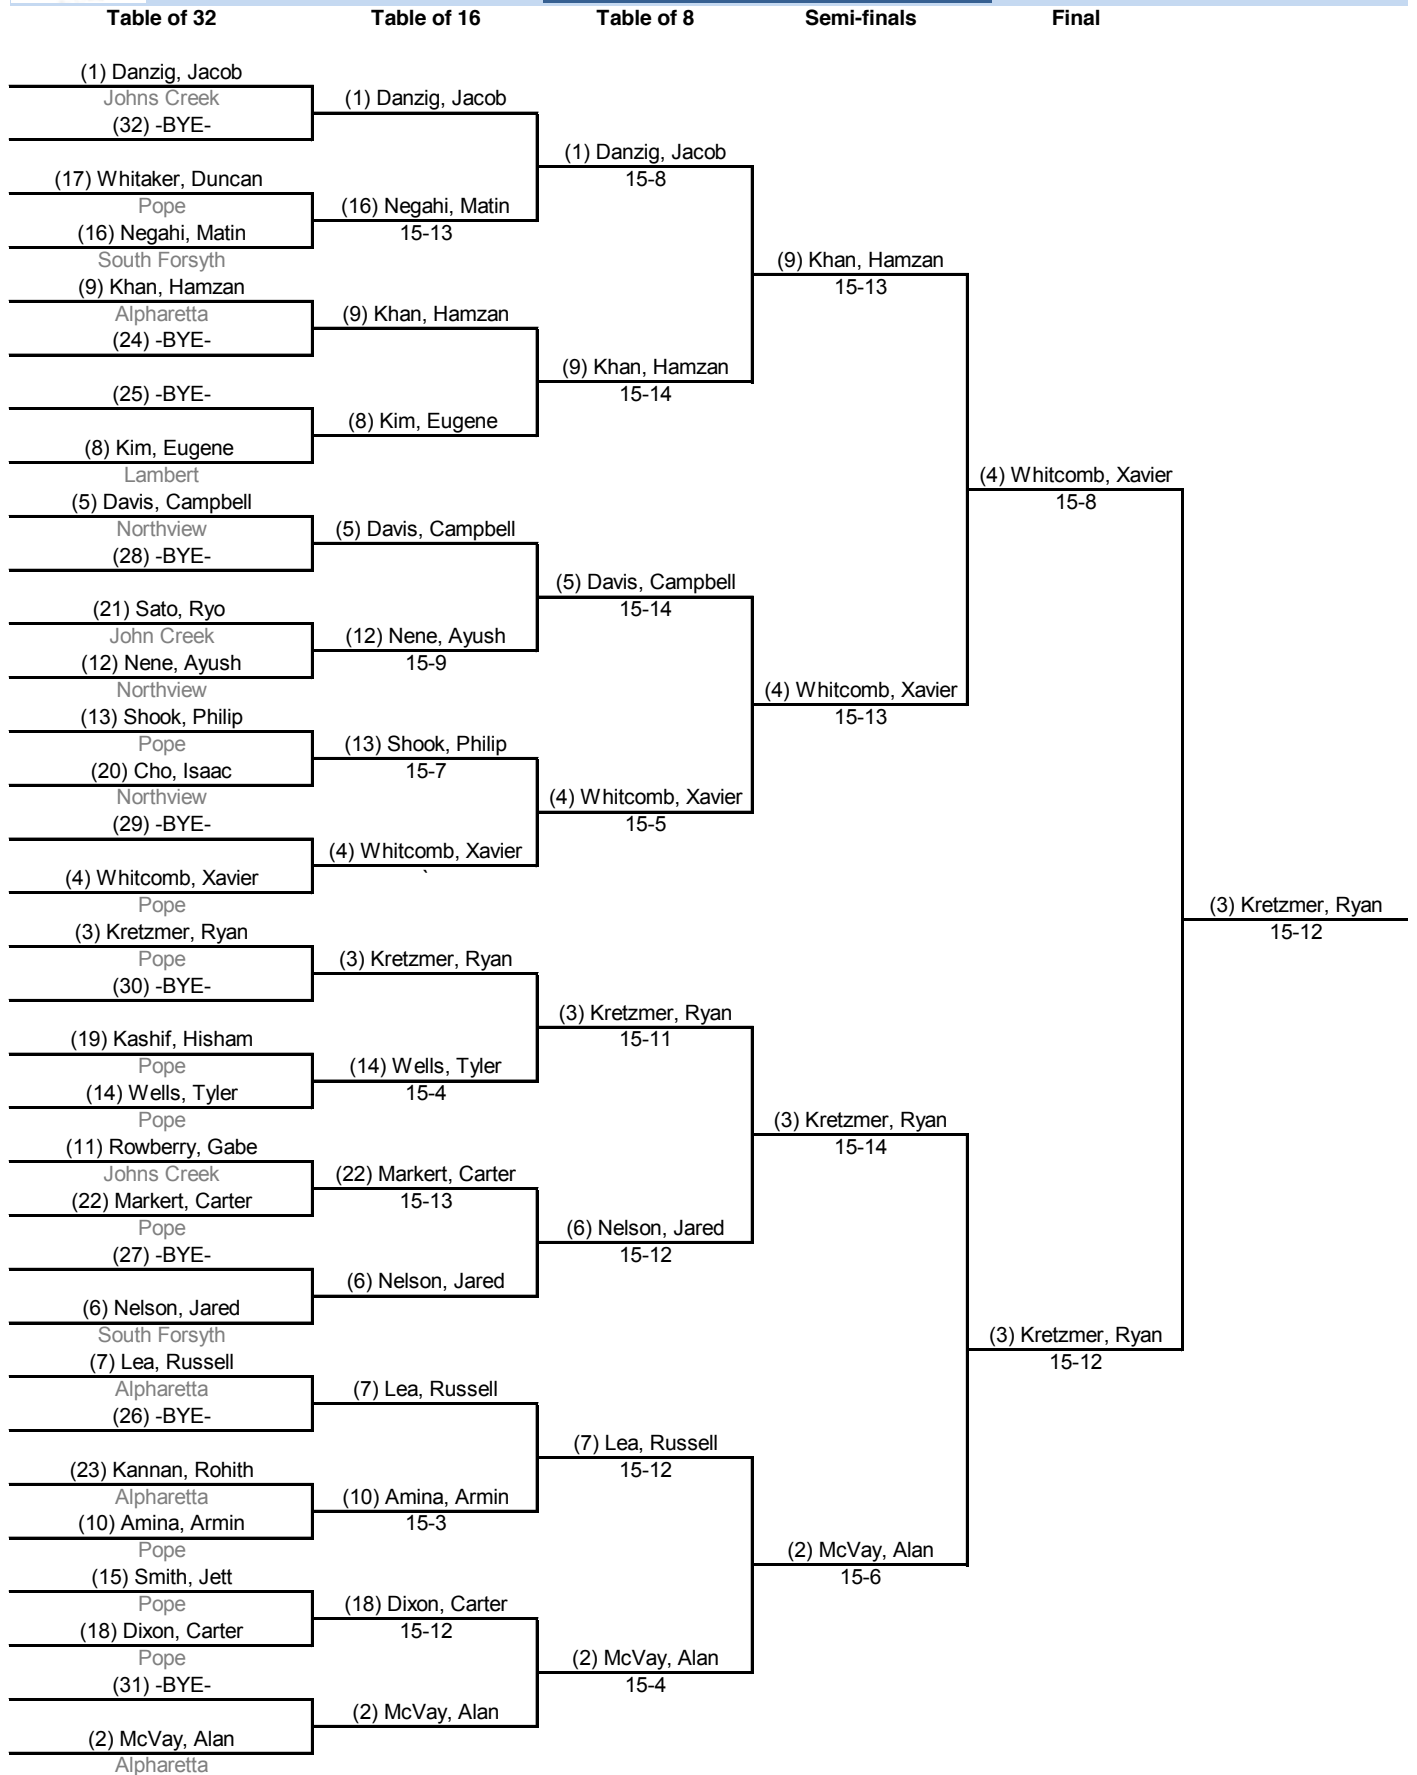 Table of 32
Table of 16
Table of 8
Semi-finals
Final
(1) Danzig, Jacob
Johns Creek
(32) -BYE-
(17) Whitaker, Duncan
Pope
(16) Negahi, Matin
South Forsyth
(9) Khan, Hamzan
Alpharetta
(24) -BYE-
(25) -BYE-
(8) Kim, Eugene
Lambert
(5) Davis, Campbell
Northview
(28) -BYE-
(21) Sato, Ryo
John Creek
(12) Nene, Ayush
Northview
(13) Shook, Philip
Pope
(20) Cho, Isaac
Northview
(29) -BYE-
(4) Whitcomb, Xavier
Pope
(3) Kretzmer, Ryan
Pope
(30) -BYE-
(19) Kashif, Hisham
Pope
(14) Wells, Tyler
Pope
(11) Rowberry, Gabe
Johns Creek
(22) Markert, Carter
Pope
(27) -BYE-
(6) Nelson, Jared
South Forsyth
(7) Lea, Russell
Alpharetta
(26) -BYE-
(23) Kannan, Rohith
Alpharetta
(10) Amina, Armin
Pope
(15) Smith, Jett
Pope
(18) Dixon, Carter
Pope
(31) -BYE-
(2) McVay, Alan
Alpharetta
(1) Danzig, Jacob
(16) Negahi, Matin
15-13
(9) Khan, Hamzan
(8) Kim, Eugene
(5) Davis, Campbell
(12) Nene, Ayush
15-9
(13) Shook, Philip
15-7
(4) Whitcomb, Xavier
`
(3) Kretzmer, Ryan
(14) Wells, Tyler
15-4
(22) Markert, Carter
15-13
(6) Nelson, Jared
(7) Lea, Russell
(10) Amina, Armin
15-3
(18) Dixon, Carter
15-12
(2) McVay, Alan
(1) Danzig, Jacob
15-8
(9) Khan, Hamzan
15-14
(5) Davis, Campbell
15-14
(4) Whitcomb, Xavier
15-5
(3) Kretzmer, Ryan
15-11
(6) Nelson, Jared
15-12
(7) Lea, Russell
15-12
(2) McVay, Alan
15-4
(9) Khan, Hamzan
15-13
(4) Whitcomb, Xavier
15-13
(3) Kretzmer, Ryan
15-14
(2) McVay, Alan
15-6
(4) Whitcomb, Xavier
15-8
(3) Kretzmer, Ryan
15-12
(3) Kretzmer, Ryan
15-12